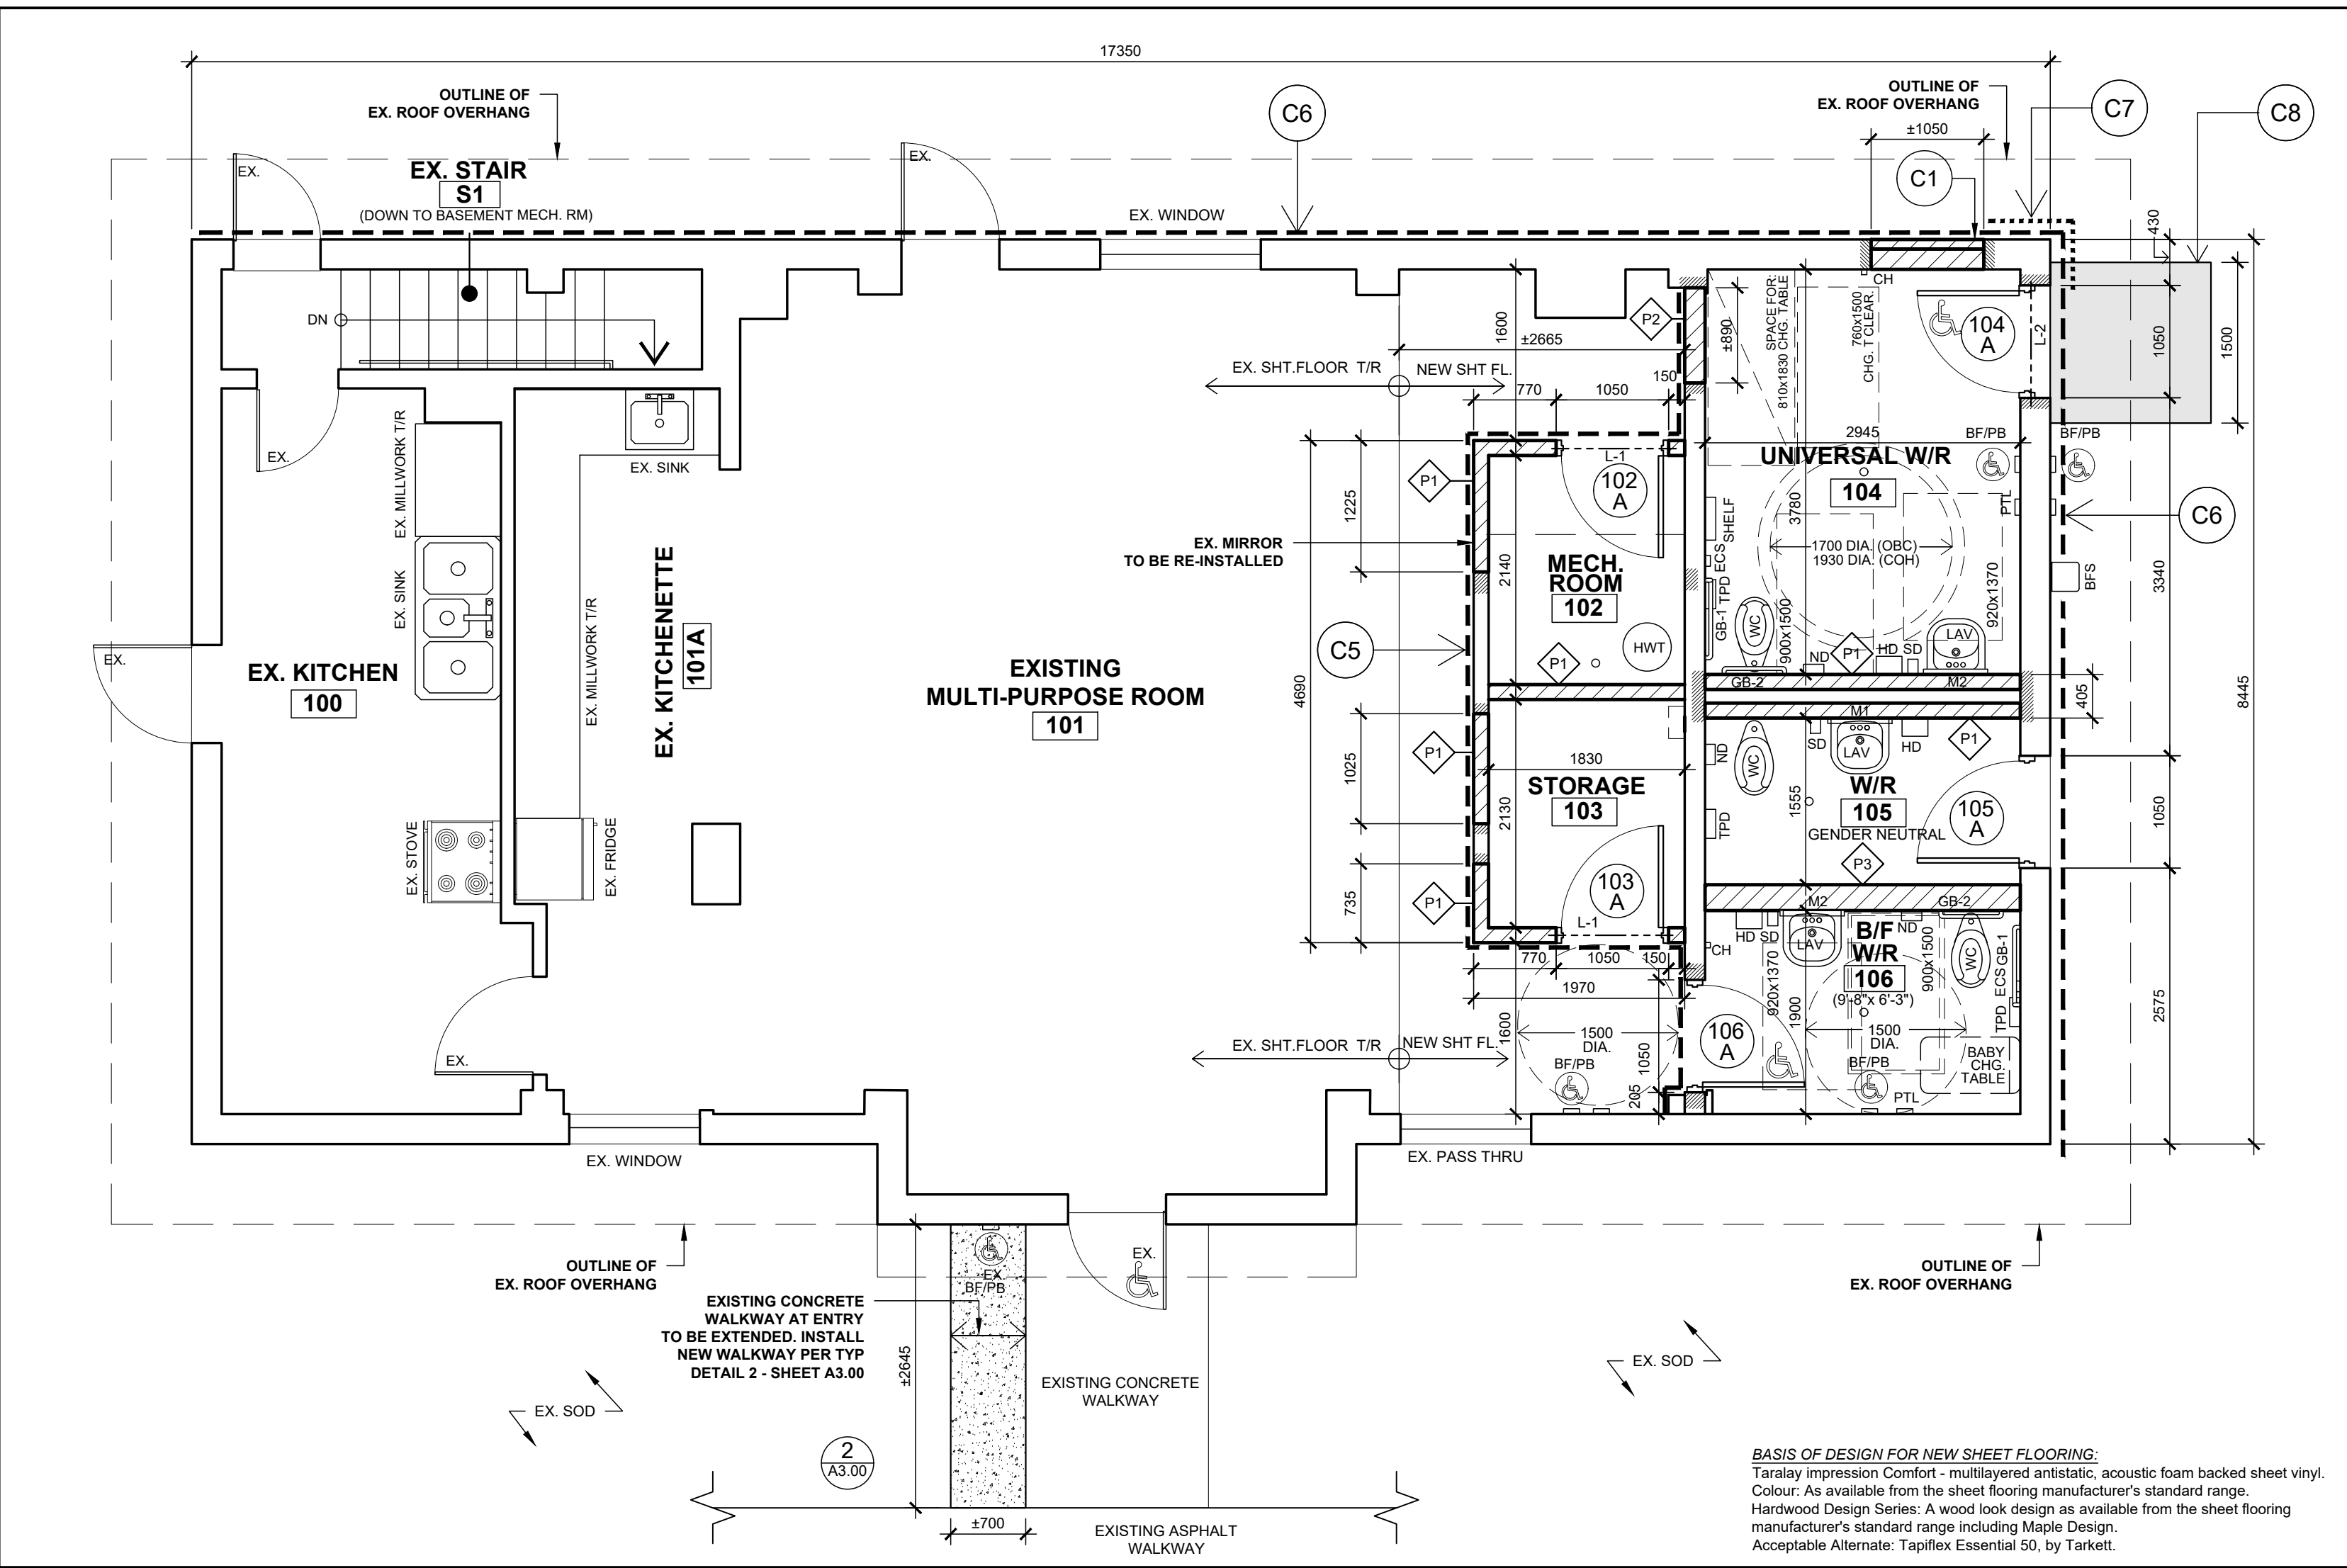 17350
OUTLINE OF
EX. ROOF OVERHANG
C6
OUTLINE OF
EX. ROOF OVERHANG
C7
C8
±1050
C1
EX.
EX. STAIR
S1
(DOWN TO BASEMENT MECH. RM)
EX.
EX. WINDOW
430
CH
DN
1600
±2665
P2
±890
SPACE FOR:
810x1830 CHG. TABLE
760x1500
CHG. T CLEAR.
104
A
L-2
1050
1500
EX. SHT.FLOOR T/R
NEW SHT FL.
770
1050
150
EX. MILLWORK T/R
EX.
EX. SINK
2945
BF/PB
BF/PB
UNIVERSAL W/R
104
L-1
102
A
P1
1225
3780
SHELF
PTL
C6
EX. MIRROR
TO BE RE-INSTALLED
1700 DIA. (OBC)
1930 DIA. (COH)
MECH.
ROOM
102
2140
ECS
TPD
GB-1
WC
900x1500
920x1370
BFS
3340
EX. SINK
EX. MILLWORK T/R
EX. KITCHENETTE
101A
EX.
EX. KITCHEN
100
EXISTING
MULTI-PURPOSE ROOM
101
C5
P1
HWT
LAV
P1
ND
HD
SD
GB-2
M2
4690
405
8445
M1
SD
LAV
HD
P1
ND
WC
P1
1025
1830
STORAGE
103
2130
1555
W/R
105
GENDER NEUTRAL
105
A
1050
TPD
P3
EX. STOVE
EX. FRIDGE
P1
735
103
A
L-1
M2
GB-2
HD
SD
LAV
B/F
W/R
106
(9'-8"x 6'-3")
ND
900x1500
WC
GB-1
ECS
TPD
CH
770
1050
150
1970
920x1370
1900
2575
1600
EX. SHT.FLOOR T/R
NEW SHT FL.
1500
DIA.
BF/PB
1050
205
106
A
1500
DIA.
BF/PB
PTL
BABY
CHG.
TABLE
EX.
EX. WINDOW
EX. PASS THRU
OUTLINE OF
EX. ROOF OVERHANG
EX.
BF/PB
EX.
OUTLINE OF
EX. ROOF OVERHANG
EXISTING CONCRETE
WALKWAY AT ENTRY
TO BE EXTENDED. INSTALL
NEW WALKWAY PER TYP
DETAIL 2 - SHEET A3.00
±2645
EXISTING CONCRETE
WALKWAY
EX. SOD
EX. SOD
2
A3.00
±700
EXISTING ASPHALT
WALKWAY
BASIS OF DESIGN FOR NEW SHEET FLOORING:
Taralay impression Comfort - multilayered antistatic, acoustic foam backed sheet vinyl.
Colour: As available from the sheet flooring manufacturer's standard range.
Hardwood Design Series: A wood look design as available from the sheet flooring
manufacturer's standard range including Maple Design.
Acceptable Alternate: Tapiflex Essential 50, by Tarkett.